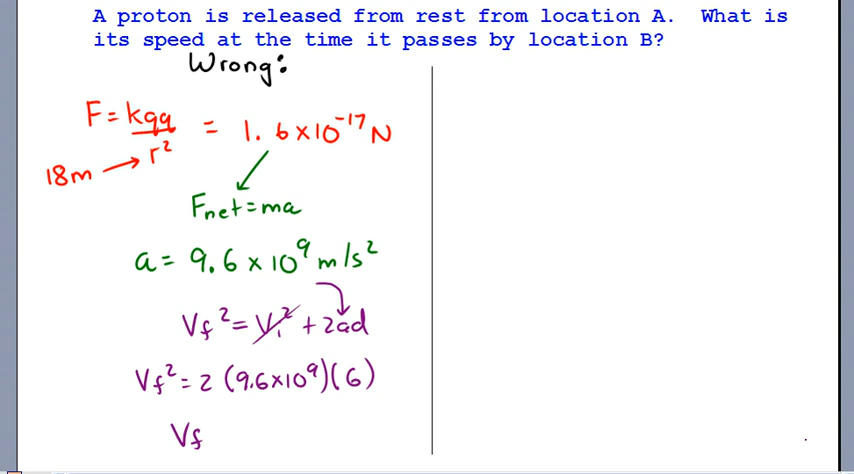 A proton is released from rest from location A. What is
its speed at the time it passes by location B?
Wrong:
F = kqq/r² = 1.6×10⁻¹⁷ N
18m → r²
Fnet = ma
a = 9.6 × 10⁹ m/s²
Vf² = Vi² + 2ad
Vf² = 2 (9.6×10⁹)(6)
Vf